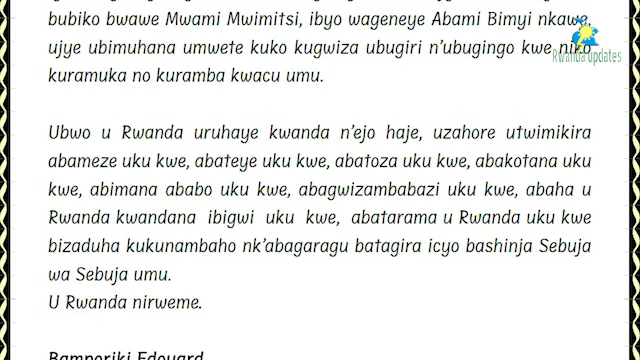 bubiko bwawe Mwami Mwimitsi, ibyo wageneye Abami Bimyi nkawe,
ujye ubimuhana umwete kuko kugwiza ubugiri n'ubugingo kwe niko
kuramuka no kuramba kwacu umu.
Rwanda updates
Ubwo u Rwanda uruhaye kwanda n'ejo haje, uzahore utwimikira
abameze uku kwe, abateye uku kwe, abatoza uku kwe, abakotana uku
kwe, abimana ababo uku kwe, abagwizambabazi uku kwe, abaha u
Rwanda kwandana ibigwi uku kwe, abatarama u Rwanda uku kwe
bizaduha kukunambaho nk'abagaragu batagira icyo bashinja Sebuja
wa Sebuja umu.
U Rwanda nirweme.
Bamporiki Edouard